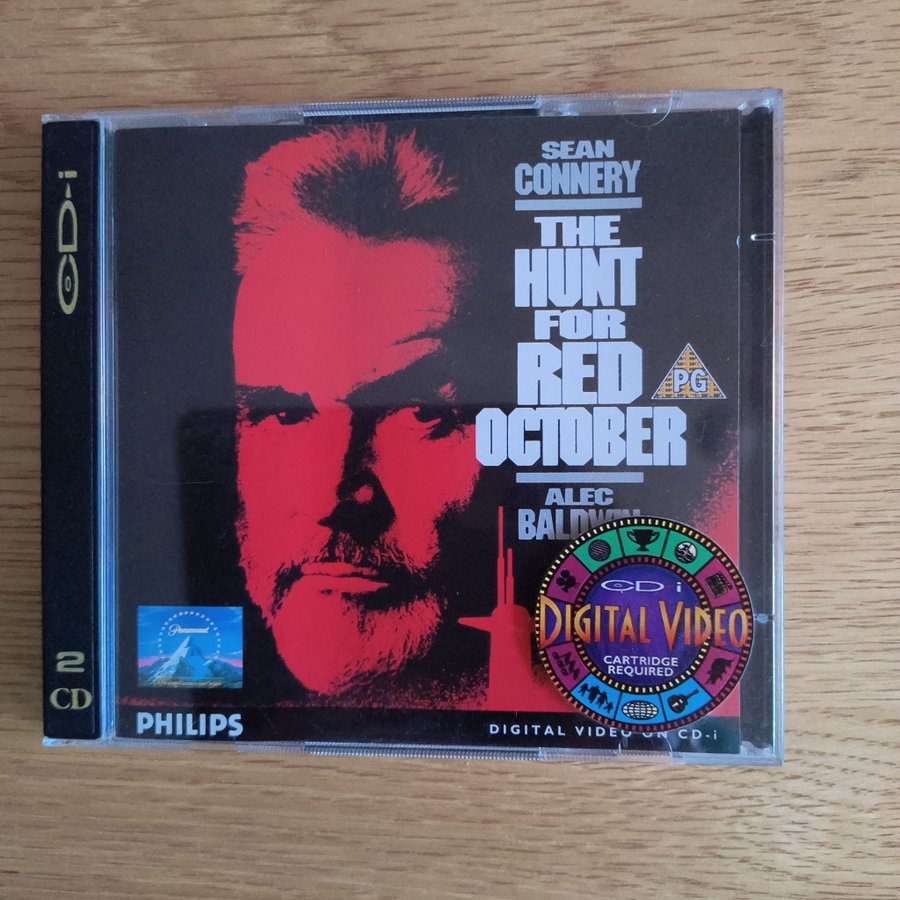 CD-i
2
CD
SEAN
CONNERY
THE
HUNT
FOR
RED
OCTOBER
PG
ALEC
BALDWIN
CD i
DIGITAL VIDEO
CARTRIDGE
REQUIRED
Paramount
PHILIPS
DIGITAL VIDEO ON CD-i